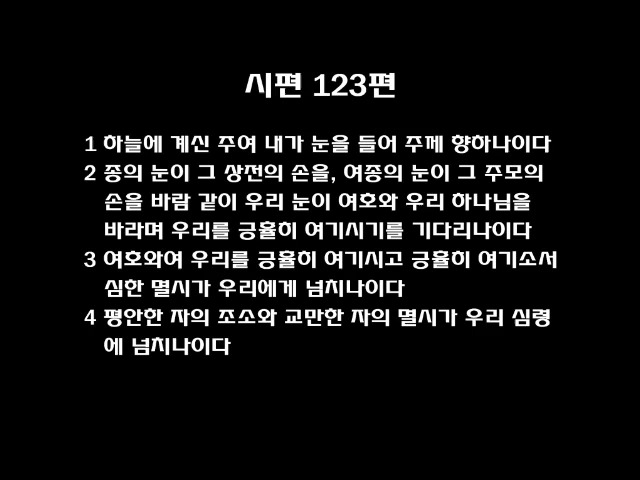 시편 123편
1 하늘에 계신 주여 내가 눈을 들어 주께 향하나이다
2 종의 눈이 그 상전의 손을, 여종의 눈이 그 주모의
손을 바람 같이 우리 눈이 여호와 우리 하나님을
바라며 우리를 긍휼히 여기시기를 기다리나이다
3 여호와여 우리를 긍휼히 여기시고 긍휼히 여기소서
심한 멸시가 우리에게 넘치나이다
4 평안한 자의 조소와 교만한 자의 멸시가 우리 심령
에 넘치나이다